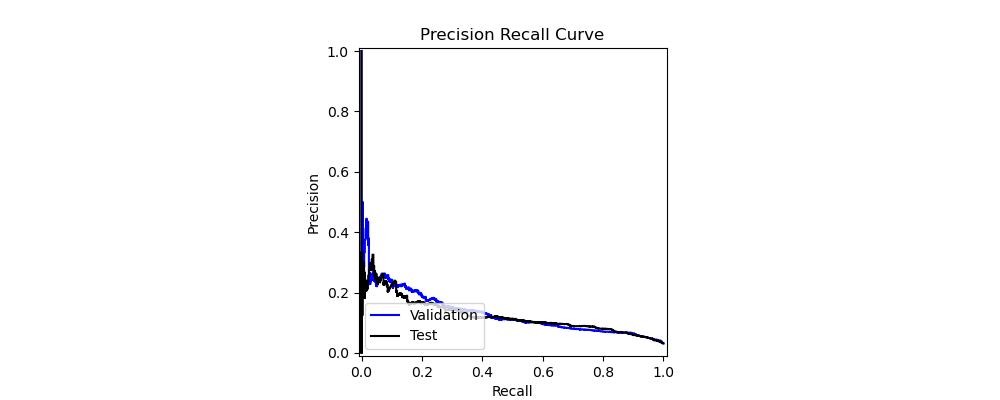 Precision Recall Curve
1.0
0.8
0.6
0.4
0.2
0.0
Precision
Validation
Test
0.0 0.2 0.4 0.6 0.8 1.0
Recall